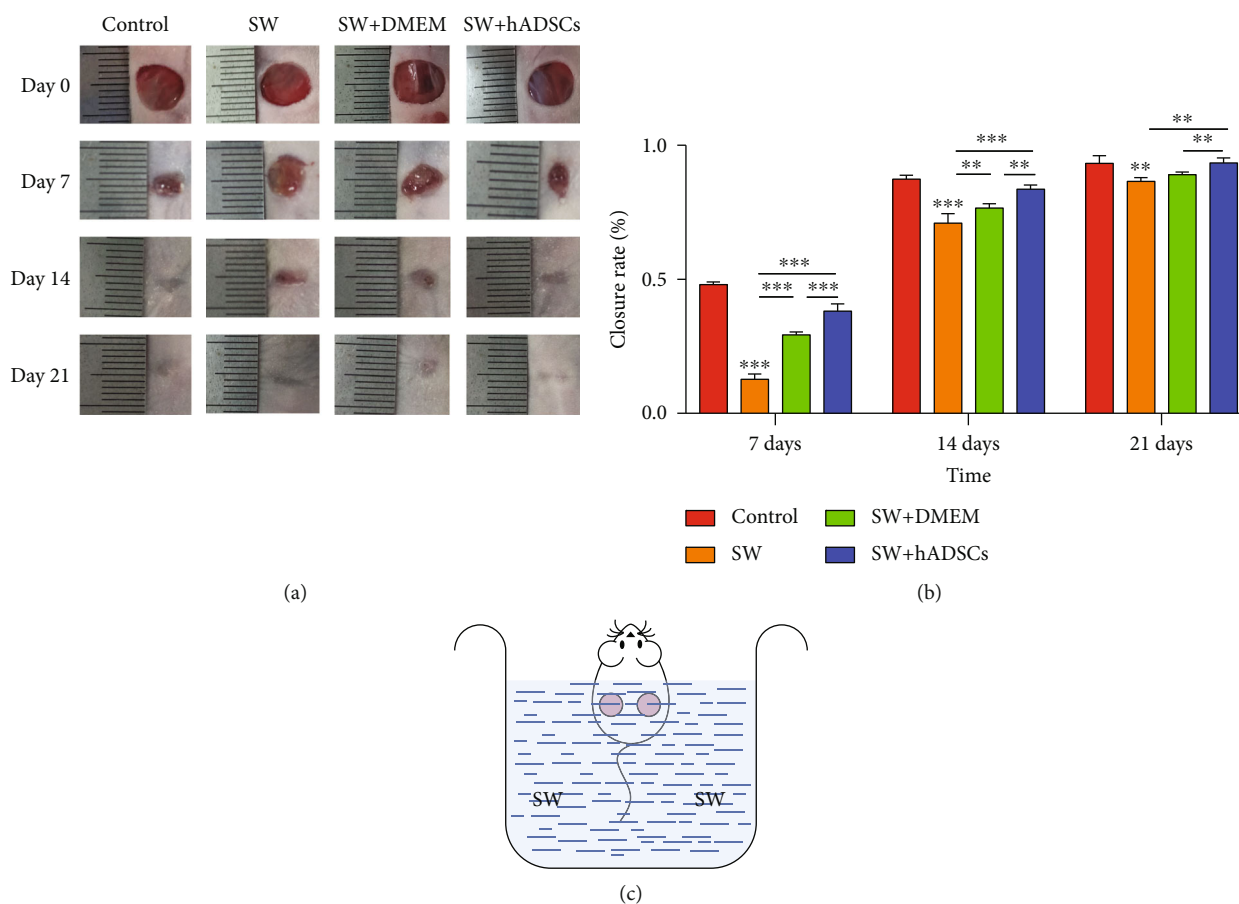 Control SW SW+DMEM SW+hADSCs
Day 0
Day 7
Day 14
Day 21
(a)
** 
*** **
1.0
** ** **
***
***
0.5
*** ***
***
0.0
Closure rate (%)
7 days 14 days 21 days
Time
Control SW+DMEM
SW SW+hADSCs
(b)
SW SW
(c)